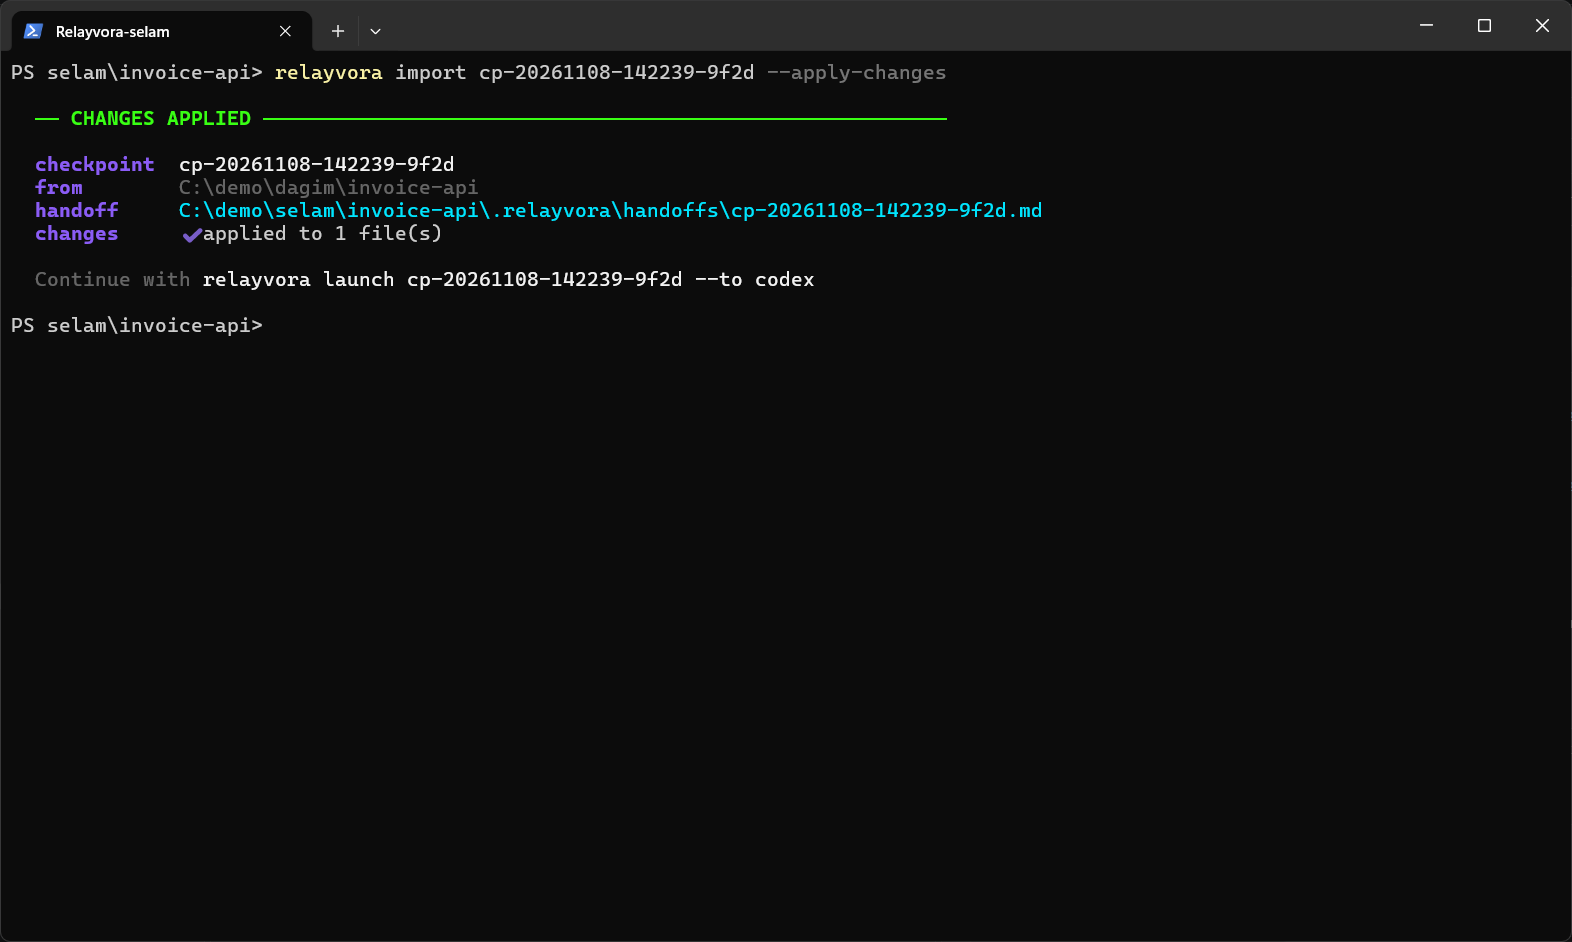 Relayvora-selam
PS selam\invoice-api> relayvora import cp-20261108-142239-9f2d --apply-changes
CHANGES APPLIED
checkpoint cp-20261108-142239-9f2d
from C:\demo\dagim\invoice-api
handoff C:\demo\selam\invoice-api\.relayvora\handoffs\cp-20261108-142239-9f2d.md
changes ✔applied to 1 file(s)
Continue with relayvora launch cp-20261108-142239-9f2d --to codex
PS selam\invoice-api>